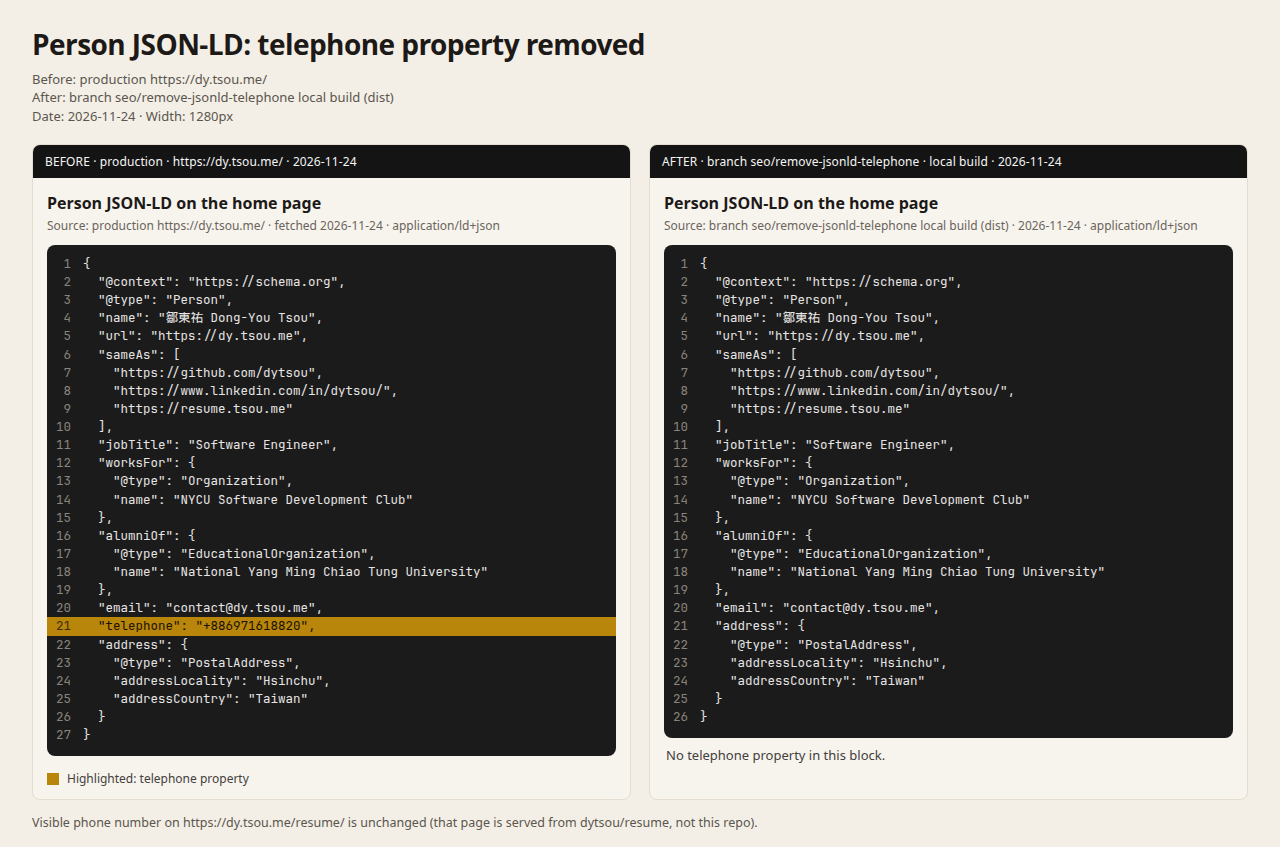 Person JSON-LD: telephone property removed
Before: production https://dy.tsou.me/
After: branch seo/remove-jsonld-telephone local build (dist)
Date: 2026-11-24 · Width: 1280px
BEFORE · production · https://dy.tsou.me/ · 2026-11-24
Person JSON-LD on the home page
Source: production https://dy.tsou.me/ · fetched 2026-11-24 · application/ld+json
1 {
2 "@context": "https://schema.org",
3 "@type": "Person",
4 "name": "鄒東祐 Dong-You Tsou",
5 "url": "https://dy.tsou.me",
6 "sameAs": [
7 "https://github.com/dytsou",
8 "https://www.linkedin.com/in/dytsou/",
9 "https://resume.tsou.me"
10 ],
11 "jobTitle": "Software Engineer",
12 "worksFor": {
13 "@type": "Organization",
14 "name": "NYCU Software Development Club"
15 },
16 "alumniOf": {
17 "@type": "EducationalOrganization",
18 "name": "National Yang Ming Chiao Tung University"
19 },
20 "email": "contact@dy.tsou.me",
21 "telephone": "+886971618820",
22 "address": {
23 "@type": "PostalAddress",
24 "addressLocality": "Hsinchu",
25 "addressCountry": "Taiwan"
26 }
27 }
Highlighted: telephone property
AFTER · branch seo/remove-jsonld-telephone · local build · 2026-11-24
Person JSON-LD on the home page
Source: branch seo/remove-jsonld-telephone local build (dist) · 2026-11-24 · application/ld+json
1 {
2 "@context": "https://schema.org",
3 "@type": "Person",
4 "name": "鄒東祐 Dong-You Tsou",
5 "url": "https://dy.tsou.me",
6 "sameAs": [
7 "https://github.com/dytsou",
8 "https://www.linkedin.com/in/dytsou/",
9 "https://resume.tsou.me"
10 ],
11 "jobTitle": "Software Engineer",
12 "worksFor": {
13 "@type": "Organization",
14 "name": "NYCU Software Development Club"
15 },
16 "alumniOf": {
17 "@type": "EducationalOrganization",
18 "name": "National Yang Ming Chiao Tung University"
19 },
20 "email": "contact@dy.tsou.me",
21 "address": {
22 "@type": "PostalAddress",
23 "addressLocality": "Hsinchu",
24 "addressCountry": "Taiwan"
25 }
26 }
No telephone property in this block.
Visible phone number on https://dy.tsou.me/resume/ is unchanged (that page is served from dytsou/resume, not this repo).